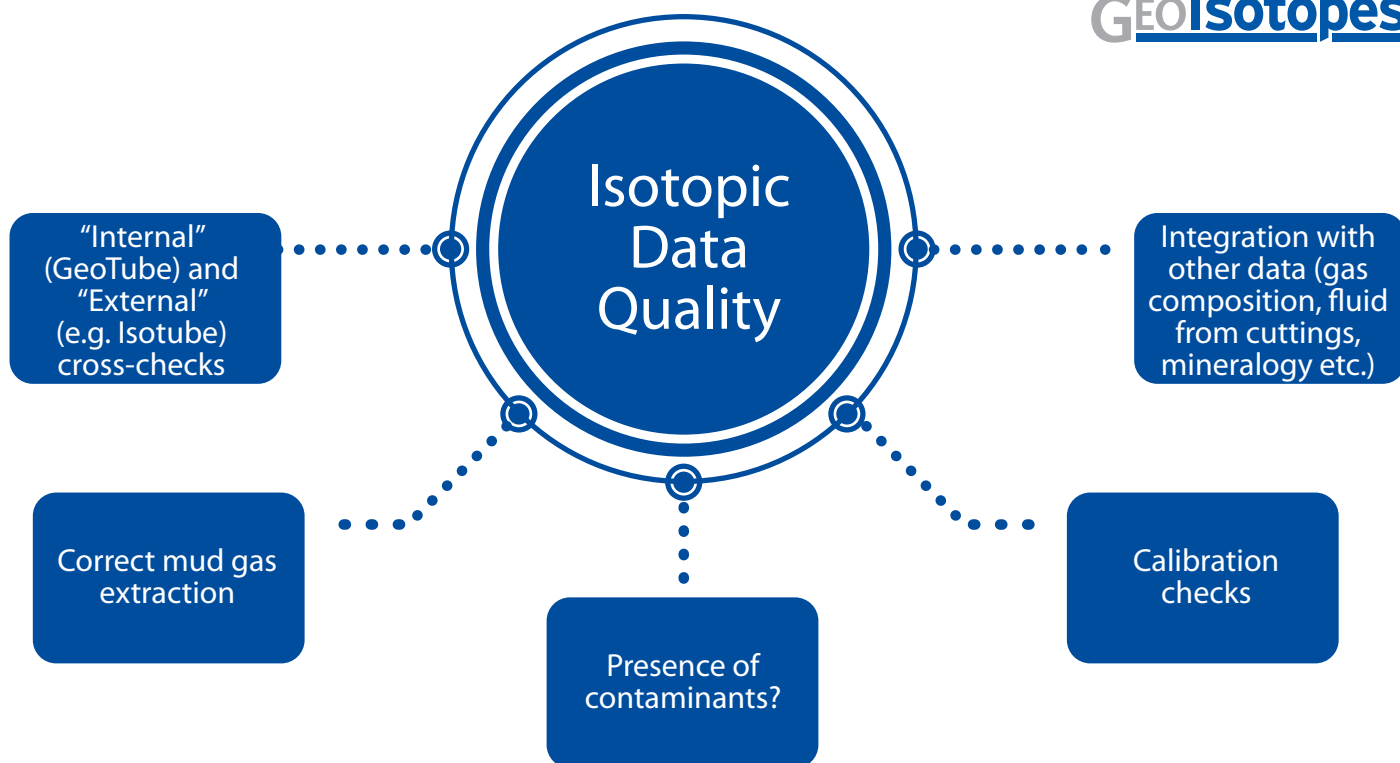 GEOIsotopes
Isotopic
Data
Quality
“Internal”
(GeoTube) and
“External”
(e.g. Isotube)
cross-checks
Integration with
other data (gas
composition, fluid
from cuttings,
mineralogy etc.)
Correct mud gas
extraction
Calibration
checks
Presence of
contaminants?